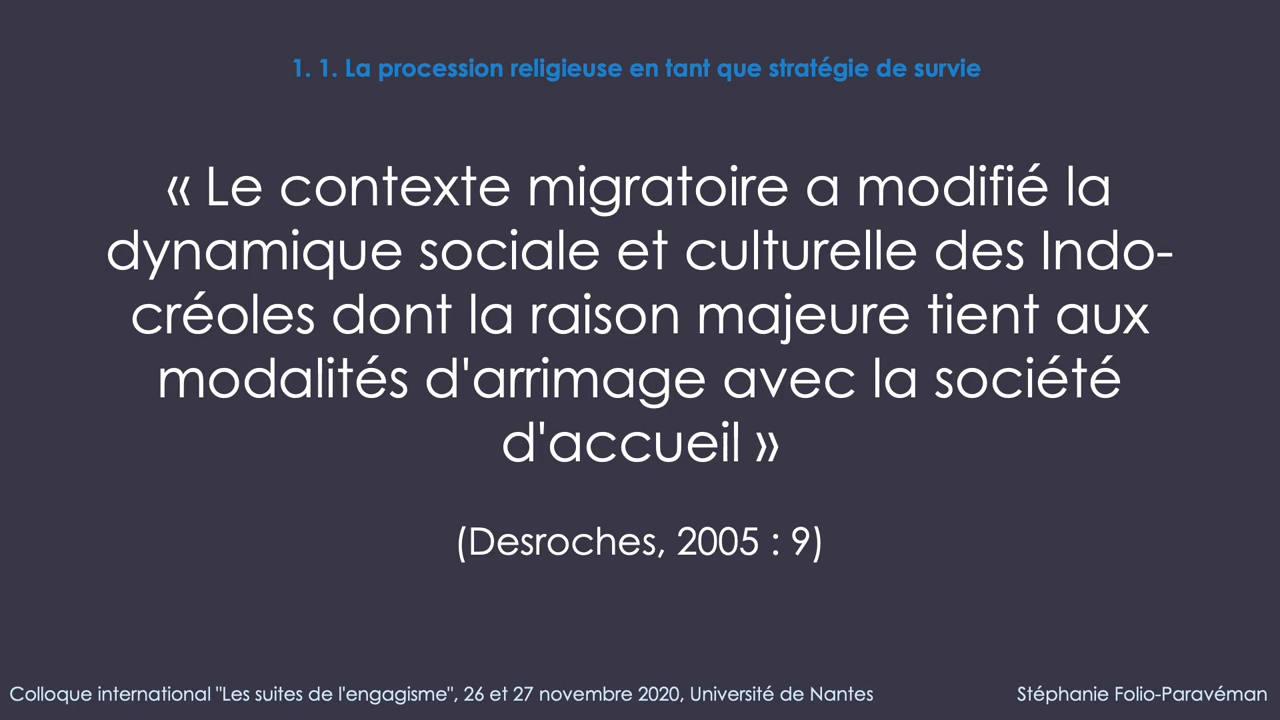 1. 1. La procession religieuse en tant que stratégie de survie
« Le contexte migratoire a modifié la
dynamique sociale et culturelle des Indo-
créoles dont la raison majeure tient aux
modalités d'arrimage avec la société
d'accueil »
(Desroches, 2005 : 9)
Colloque international "Les suites de l'engagisme", 26 et 27 novembre 2020, Université de Nantes
Stéphanie Folio-Paravéman